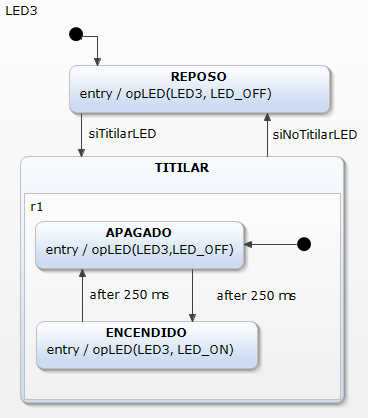 LED3
REPOSO
entry / opLED(LED3, LED_OFF)
siTitilarLED
siNoTitilarLED
TITILAR
r1
APAGADO
entry / opLED(LED3,LED_OFF)
after 250 ms
after 250 ms
ENCENDIDO
entry / opLED(LED3, LED_ON)